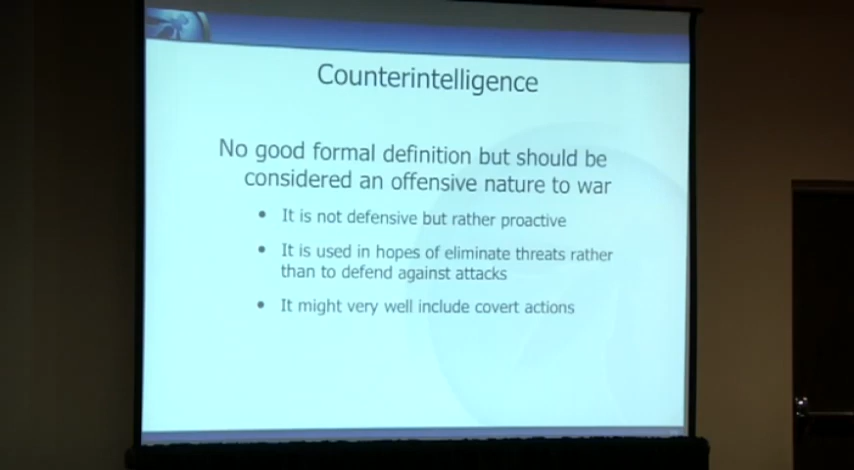 Counterintelligence
No good formal definition but should be
considered an offensive nature to war
• It is not defensive but rather proactive
• It is used in hopes of eliminate threats rather
than to defend against attacks
• It might very well include covert actions